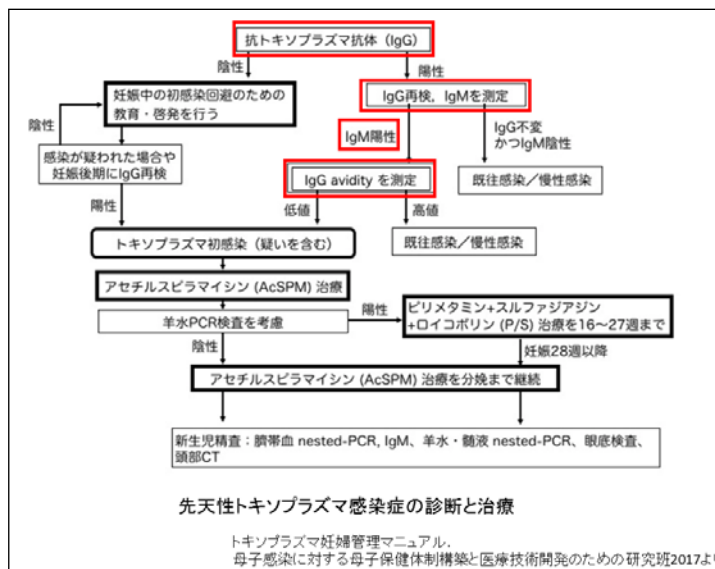 抗トキソプラズマ抗体 (IgG)
陰性
陽性
妊娠中の初感染回避のための
教育・啓発を行う
IgG再検, IgMを測定
陰性
IgM陽性
IgG不変
かつIgM陰性
感染が疑われた場合や
妊娠後期にIgG再検
IgG avidity を測定
既往感染/慢性感染
陽性
低値
高値
トキソプラズマ初感染 (疑いを含む)
既往感染/慢性感染
アセチルスピラマイシン (AcSPM) 治療
羊水PCR検査を考慮
陽性
ピリメタミン+スルファジアジン
+ロイコボリン (P/S) 治療を16〜27週まで
陰性
妊娠28週以降
アセチルスピラマイシン (AcSPM) 治療を分娩まで継続
新生児精査:臍帯血 nested-PCR, IgM、羊水・髄液 nested-PCR、眼底検査、
頭部CT
先天性トキソプラズマ感染症の診断と治療
トキソプラズマ妊婦管理マニュアル.
母子感染に対する母子保健体制構築と医療技術開発のための研究班2017よ